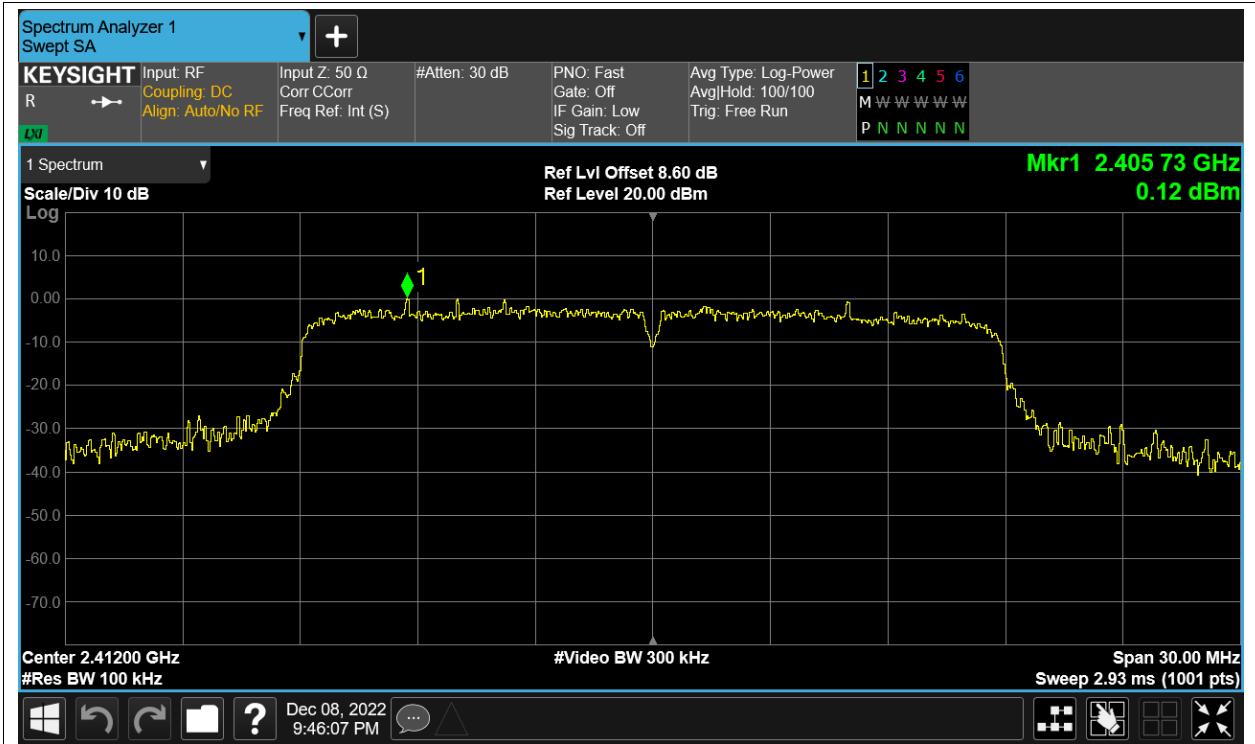 Spectrum Analyzer 1
Swept SA
+
KEYSIGHT
R
LXI
Input: RF
Coupling: DC
Align: Auto/No RF
Input Z: 50 Ω
Corr CCorr
Freq Ref: Int (S)
#Atten: 30 dB
PNO: Fast
Gate: Off
IF Gain: Low
Sig Track: Off
Avg Type: Log-Power
Avg|Hold: 100/100
Trig: Free Run
1 2 3 4 5 6
M W W W W W
P N N N N N
1 Spectrum
Scale/Div 10 dB
Log
Ref Lvl Offset 8.60 dB
Ref Level 20.00 dBm
Mkr1 2.405 73 GHz
0.12 dBm
10.0
0.00
-10.0
-20.0
-30.0
-40.0
-50.0
-60.0
-70.0
1
Center 2.41200 GHz
#Res BW 100 kHz
#Video BW 300 kHz
Span 30.00 MHz
Sweep 2.93 ms (1001 pts)
?
Dec 08, 2022
9:46:07 PM